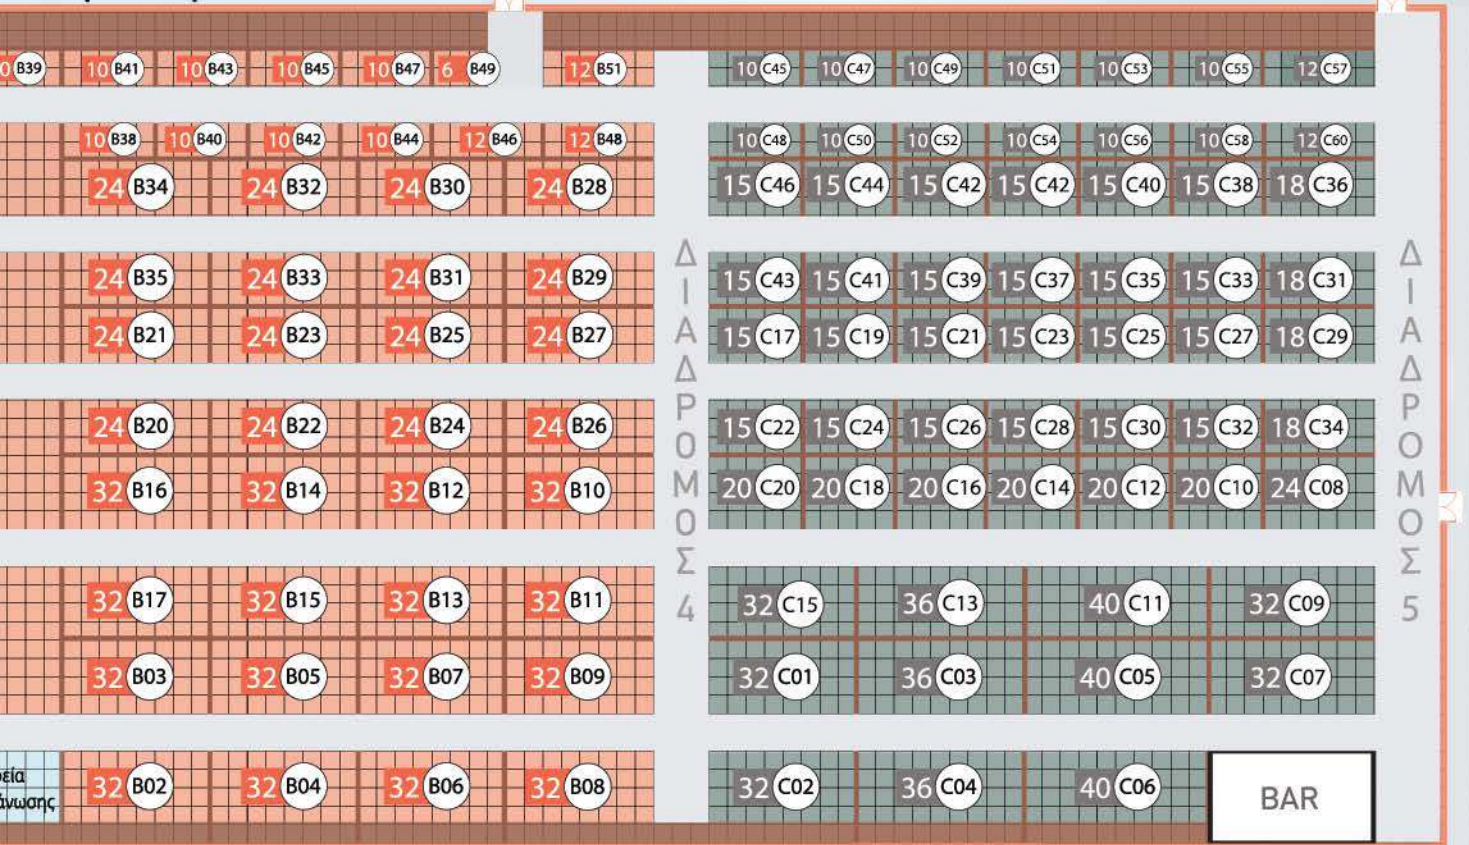 0 B39 10 B41 10 B43 10 B45 10 B47 6 B49 12 B51 10 C45 10 C47 10 C49 10 C51 10 C53 10 C55 12 C57
10 B38 10 B40 10 B42 10 B44 12 B46 12 B48 10 C48 10 C50 10 C52 10 C54 10 C56 10 C58 12 C60
24 B34 24 B32 24 B30 24 B28 15 C46 15 C44 15 C42 15 C42 15 C40 15 C38 18 C36
24 B35 24 B33 24 B31 24 B29 15 C43 15 C41 15 C39 15 C37 15 C35 15 C33 18 C31
24 B21 24 B23 24 B25 24 B27 15 C17 15 C19 15 C21 15 C23 15 C25 15 C27 18 C29
24 B20 24 B22 24 B24 24 B26 15 C22 15 C24 15 C26 15 C28 15 C30 15 C32 18 C34
32 B16 32 B14 32 B12 32 B10 20 C20 20 C18 20 C16 20 C14 20 C12 20 C10 24 C08
32 B17 32 B15 32 B13 32 B11 32 C15 36 C13 40 C11 32 C09
32 B03 32 B05 32 B07 32 B09 32 C01 36 C03 40 C05 32 C07
32 B02 32 B04 32 B06 32 B08 32 C02 36 C04 40 C06 BAR
ΔΙΑΔΡΟΜΟΣ 4
ΔΙΑΔΡΟΜΟΣ 5
εία
άνωσης